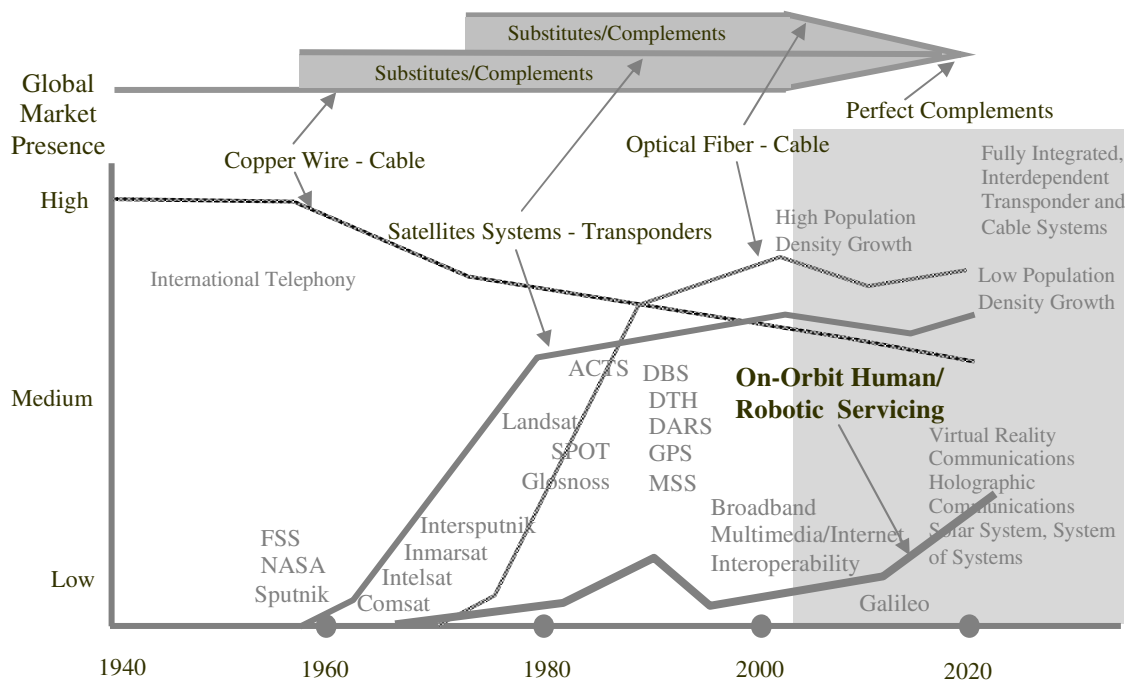 Substitutes/Complements
Substitutes/Complements
Global
Market
Presence
Perfect Complements
Copper Wire - Cable
Optical Fiber - Cable
Fully Integrated,
Interdependent
Transponder and
Cable Systems
High
Satellites Systems - Transponders
High Population
Density Growth
International Telephony
Low Population
Density Growth
ACTS
DBS
DTH
DARS
GPS
MSS
On-Orbit Human/
Robotic Servicing
Medium
Landsat
SPOT
Glosnoss
Virtual Reality
Communications
Holographic
Communications
Solar System, System
of Systems
Broadband
Multimedia/Internet
Interoperability
Intersputnik
Inmarsat
Intelsat
Comsat
FSS
NASA
Sputnik
Low
Galileo
1940
1960
1980
2000
2020